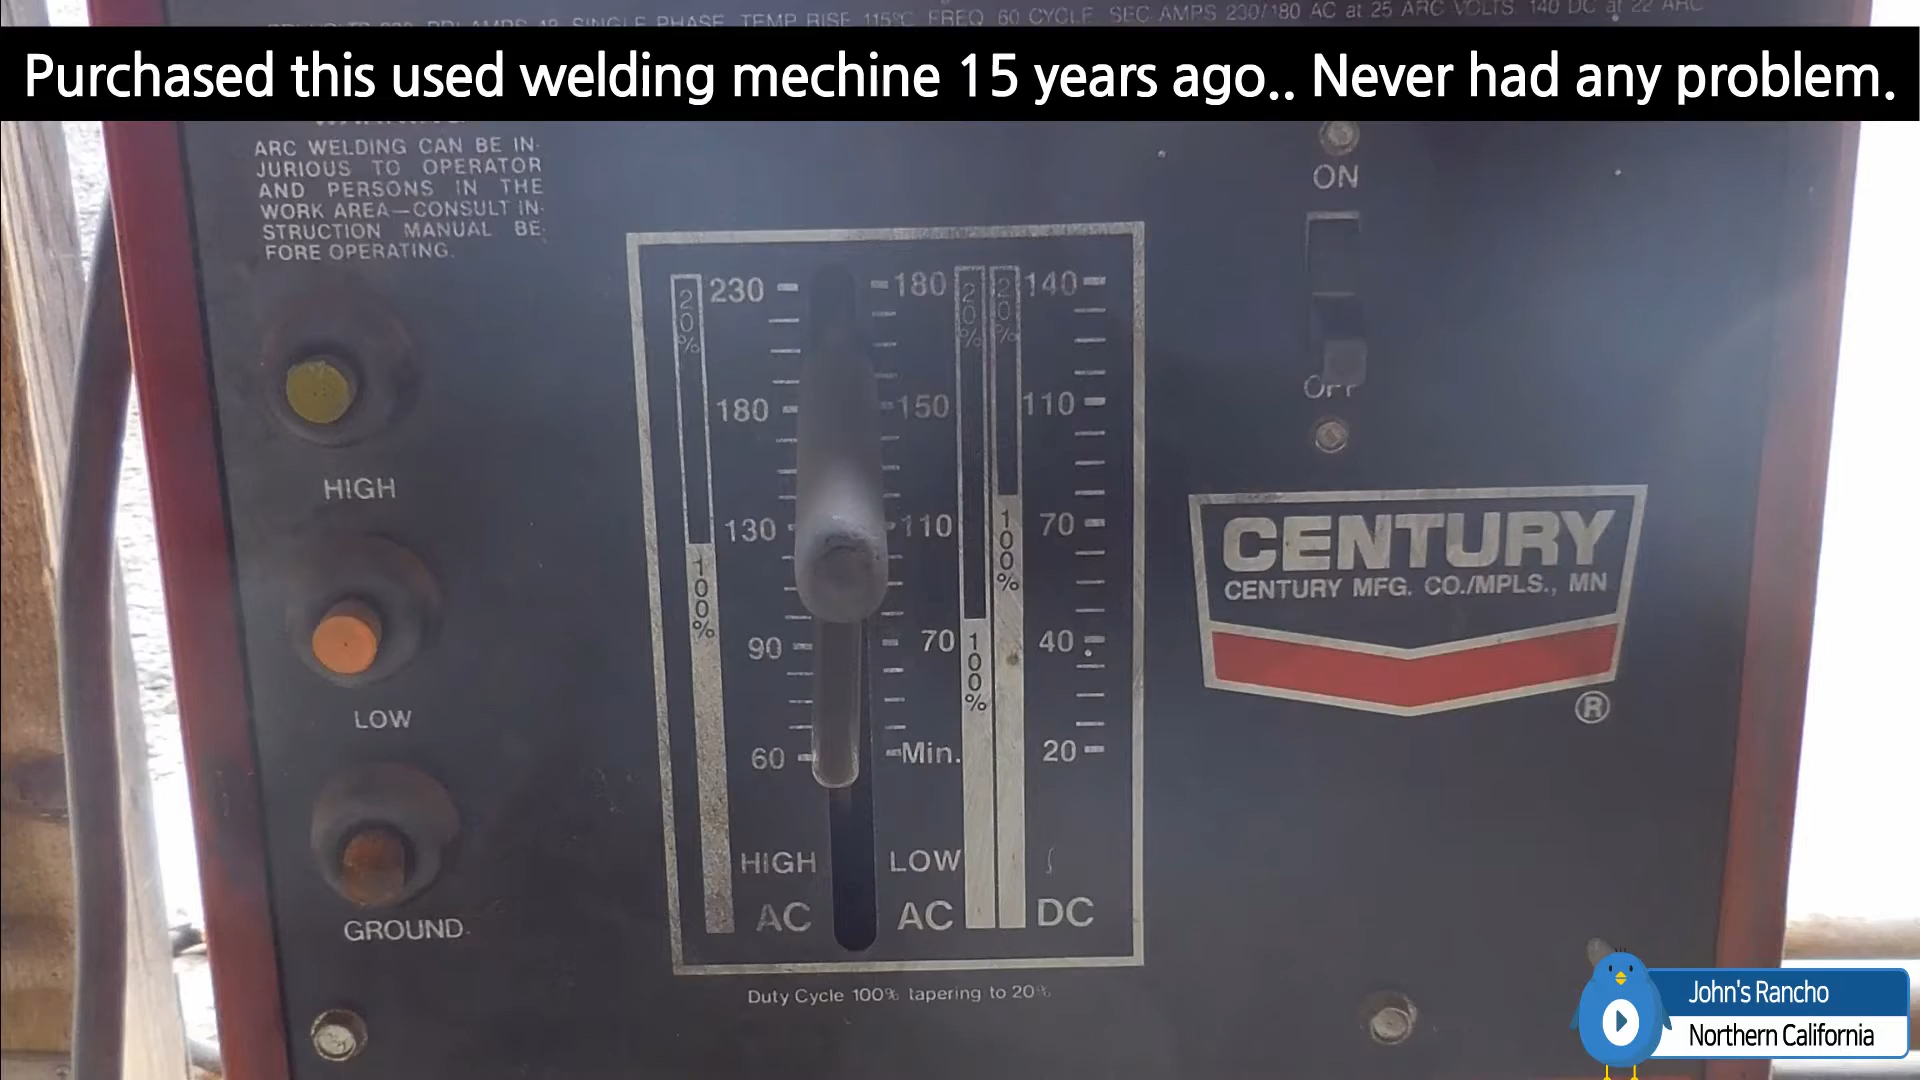 TEMP RISE 115°C FREQ 60 CYCLE. SEC AMPS 230/180 AC at 25 ARC VOLTS. 140 DC at 22 ARC
Purchased this used welding mechine 15 years ago.. Never had any problem.
ARC WELDING CAN BE IN-
JURIOUS TO OPERATOR
AND PERSONS IN THE
WORK AREA—CONSULT IN-
STRUCTION MANUAL BE-
FORE OPERATING.
ON
OFF
HIGH
LOW
GROUND
20% 230 180 20% 20% 140
180 150 110
130 110 70
100% 100%
90 70 40
100%
60 Min. 20
HIGH LOW
AC AC DC
Duty Cycle 100% tapering to 20%
CENTURY
CENTURY MFG. CO./MPLS., MN
®
John's Rancho
Northern California